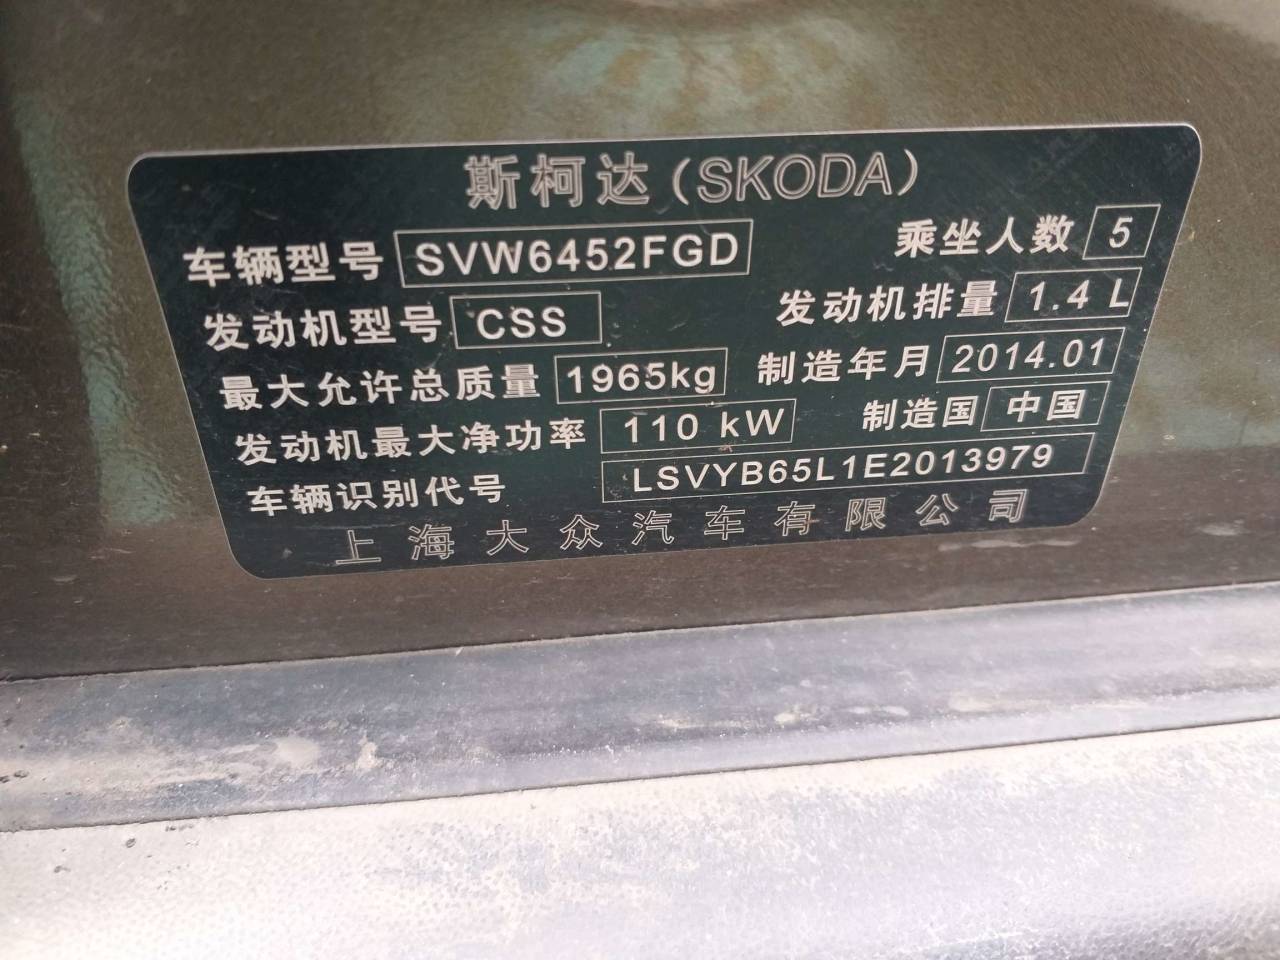 斯柯达(SKODA)
车辆型号 SVW6452FGD 乘坐人数 5
发动机型号 CSS 发动机排量 1.4 L
最大允许总质量 1965kg 制造年月 2014.01
发动机最大净功率 110 kW 制造国 中国
车辆识别代号 LSVYB65L1E2013979
上海大众汽车有限公司